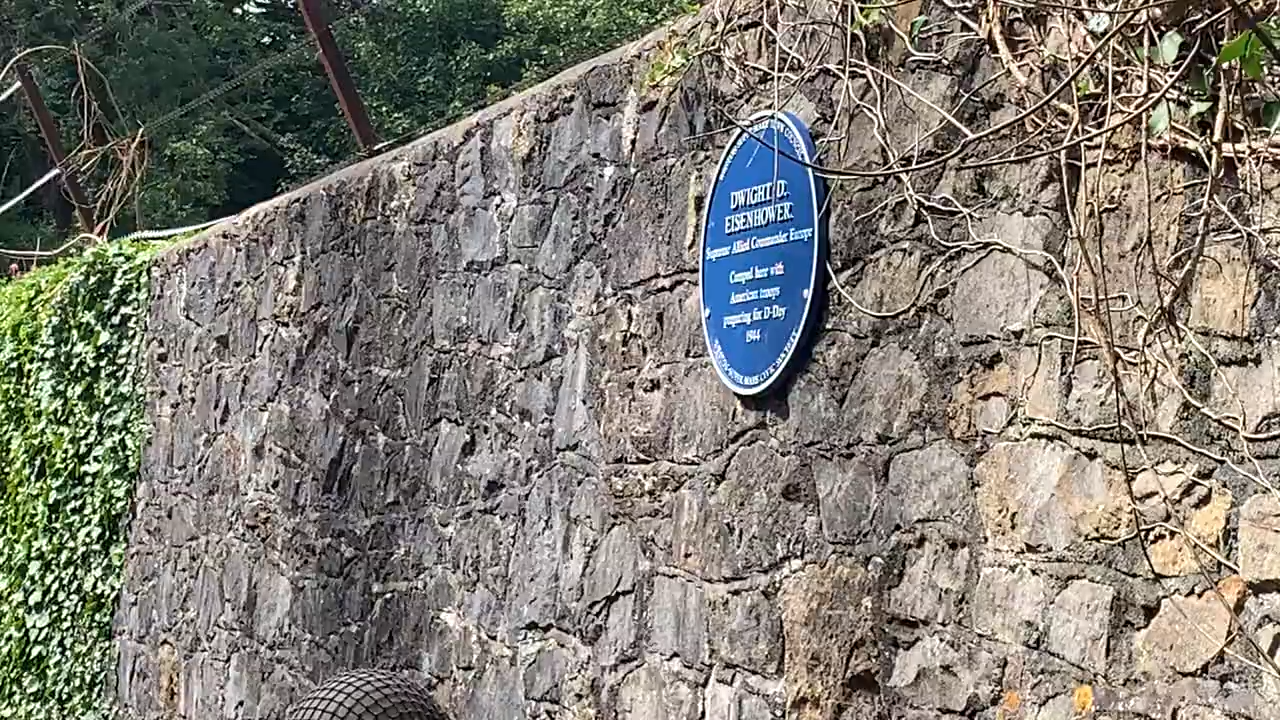 DWIGHT D.
EISENHOWER
Supreme Allied Commander Europe
Camped here with
American troops
preparing for D-Day
1944